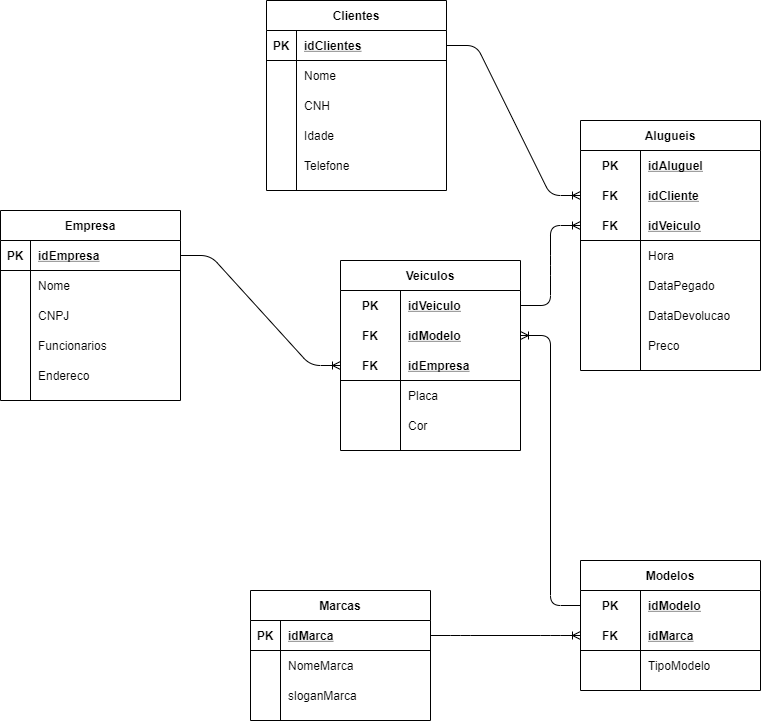 Clientes
PK idClientes
Nome
CNH
Idade
Telefone
Alugueis
PK idAluguel
FK idCliente
FK idVeiculo
Hora
DataPegado
DataDevolucao
Preco
Empresa
PK idEmpresa
Nome
CNPJ
Funcionarios
Endereco
Veiculos
PK idVeiculo
FK idModelo
FK idEmpresa
Placa
Cor
Marcas
PK idMarca
NomeMarca
sloganMarca
Modelos
PK idModelo
FK idMarca
TipoModelo